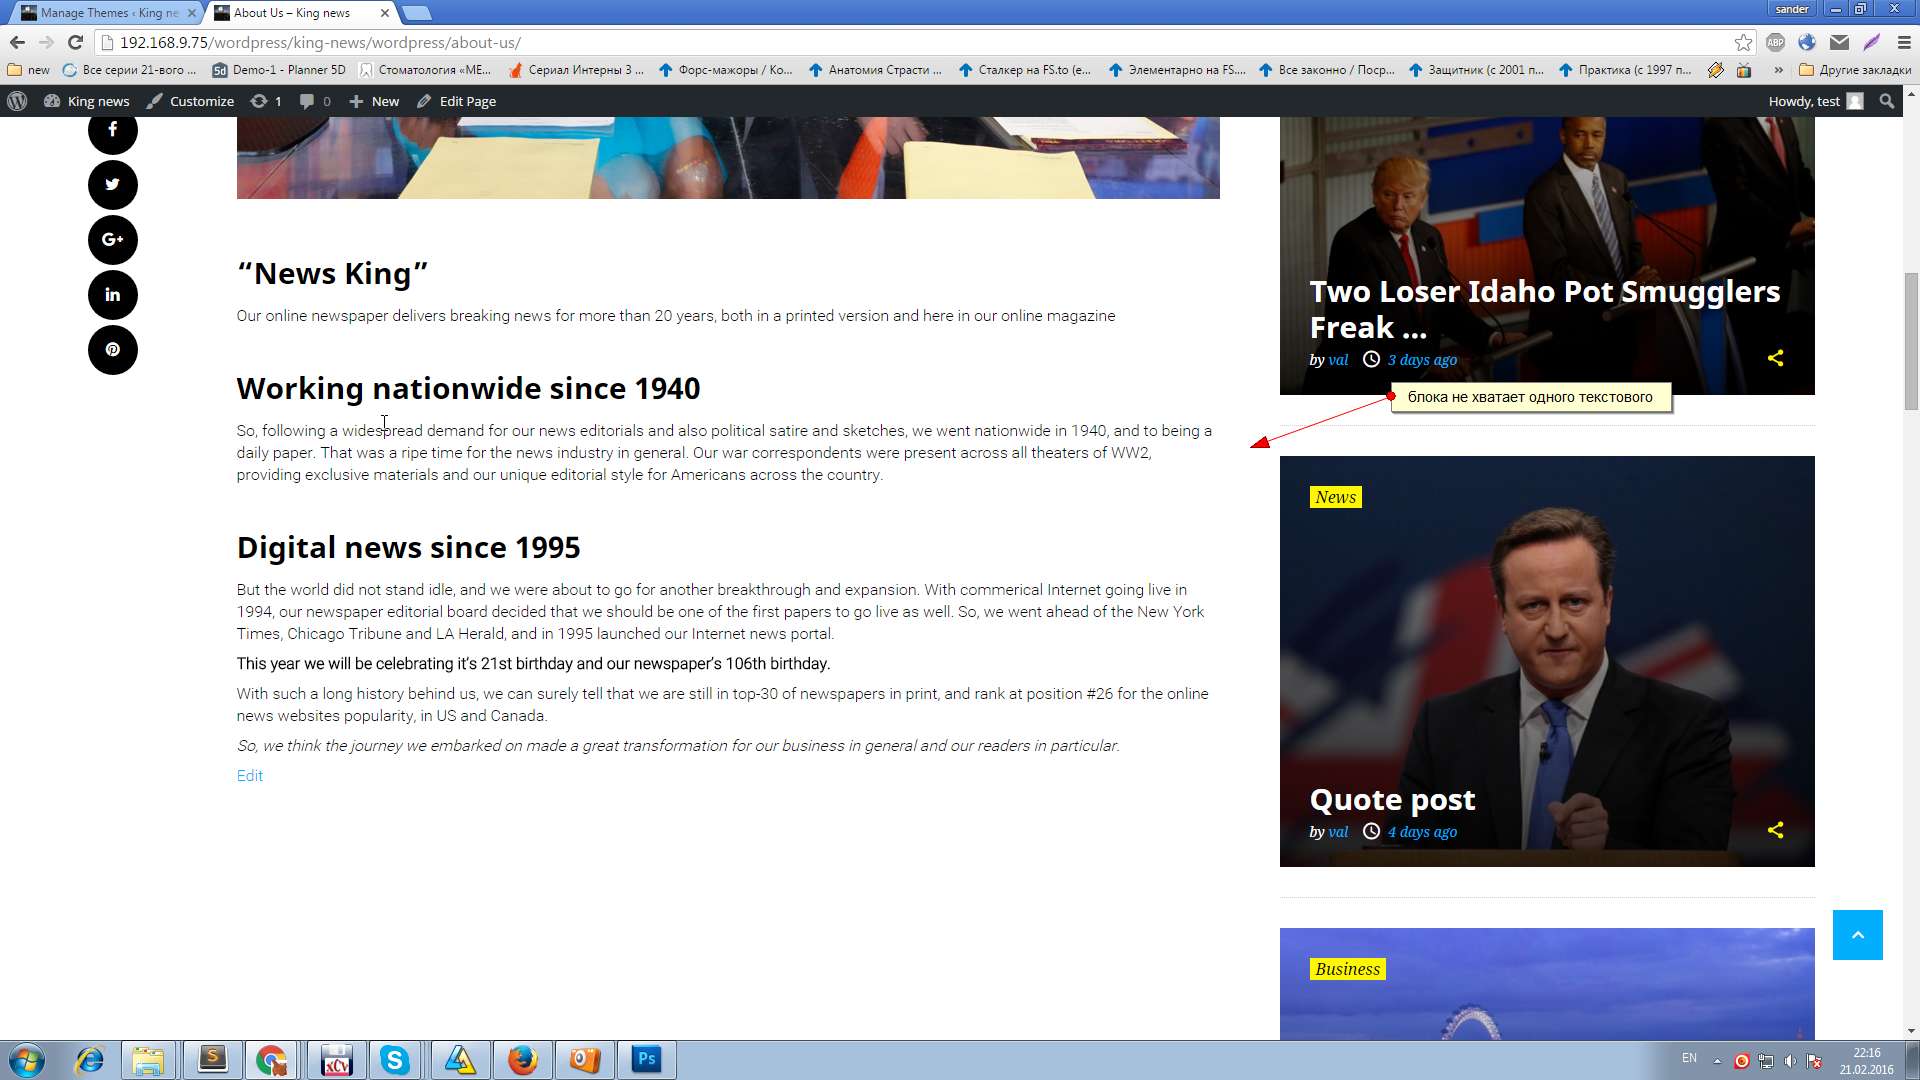 Manage Themes ‹ King ne
About Us – King news
sander
192.168.9.75/wordpress/king-news/wordpress/about-us/
ABP
new
Все серии 21-вого ...
5d
Demo-1 - Planner 5D
Стоматология «МЕ...
Сериал Интерны 3 ...
Форс-мажоры / Ко...
Анатомия Страсти ...
Сталкер на FS.to (е...
Элементарно на FS....
Все законно / Поср...
Защитник (с 2001 п...
Практика (с 1997 п...
»
Другие закладки
King news
Customize
1
0
New
Edit Page
Howdy, test
“News King”
Our online newspaper delivers breaking news for more than 20 years, both in a printed version and here in our online magazine
Working nationwide since 1940
So, following a widespread demand for our news editorials and also political satire and sketches, we went nationwide in 1940, and to being a
daily paper. That was a ripe time for the news industry in general. Our war correspondents were present across all theaters of WW2,
providing exclusive materials and our unique editorial style for Americans across the country.
Digital news since 1995
But the world did not stand idle, and we were about to go for another breakthrough and expansion. With commerical Internet going live in
1994, our newspaper editorial board decided that we should be one of the first papers to go live as well. So, we went ahead of the New York
Times, Chicago Tribune and LA Herald, and in 1995 launched our Internet news portal.
This year we will be celebrating it’s 21st birthday and our newspaper’s 106th birthday.
With such a long history behind us, we can surely tell that we are still in top-30 of newspapers in print, and rank at position #26 for the online
news websites popularity, in US and Canada.
So, we think the journey we embarked on made a great transformation for our business in general and our readers in particular.
Edit
Two Loser Idaho Pot Smugglers
Freak ...
by val 3 days ago
блока не хватает одного текстового
News
Quote post
by val 4 days ago
Business
G+
in
S
xCv
S
Ps
EN
22:16
21.02.2016